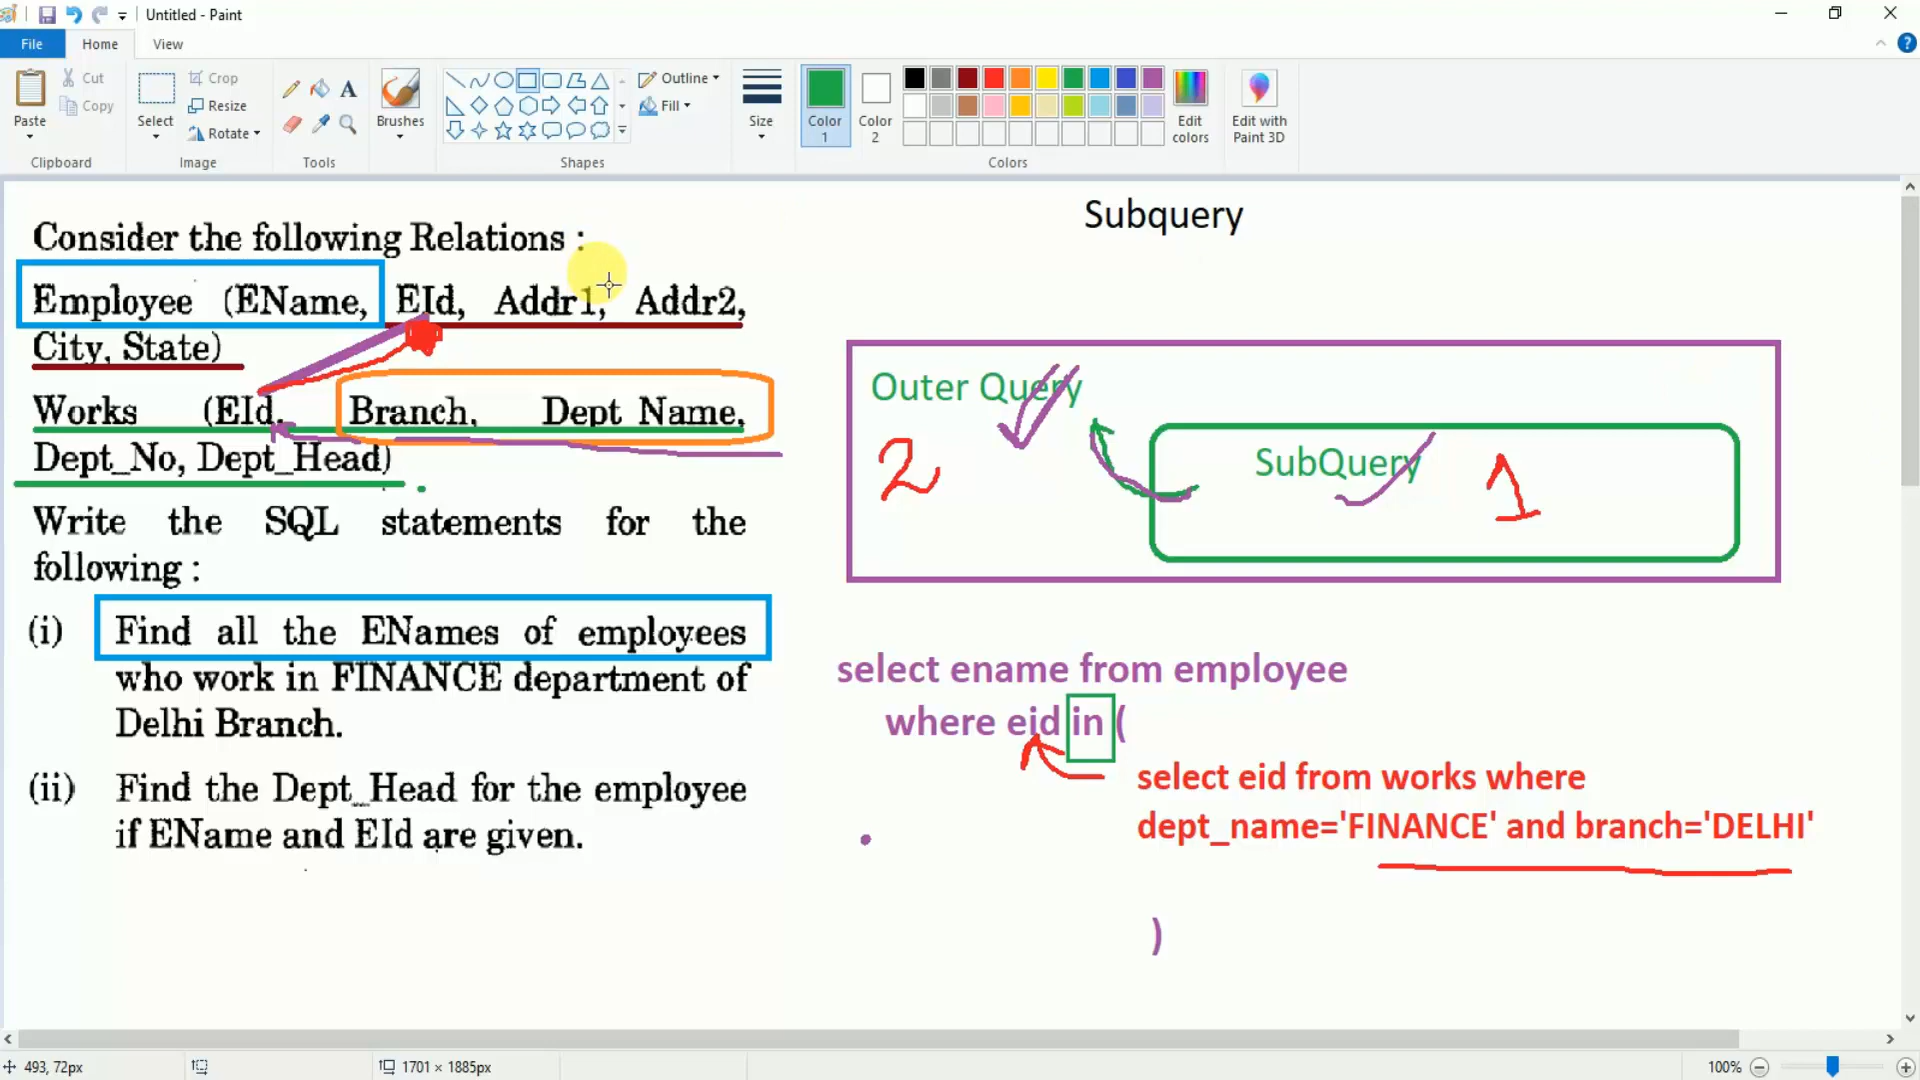 Untitled - Paint
File
Home
View
Paste
Cut
Copy
Clipboard
Select
Crop
Resize
Rotate
Image
A
Tools
Brushes
Outline
Fill
Shapes
Size
Color 1
Color 2
Edit colors
Edit with Paint 3D
Colors
Consider the following Relations :
Employee (EName, EId, Addr1, Addr2,
City, State)
Works (EId, Branch, Dept_Name,
Dept_No, Dept_Head)
Write the SQL statements for the
following :
(i) Find all the ENames of employees
who work in FINANCE department of
Delhi Branch.
(ii) Find the Dept_Head for the employee
if EName and EId are given.
Subquery
Outer Query
2
SubQuery
1
select ename from employee
where eid in (
select eid from works where
dept_name='FINANCE' and branch='DELHI'
)
493, 72px
1701 × 1885px
100%